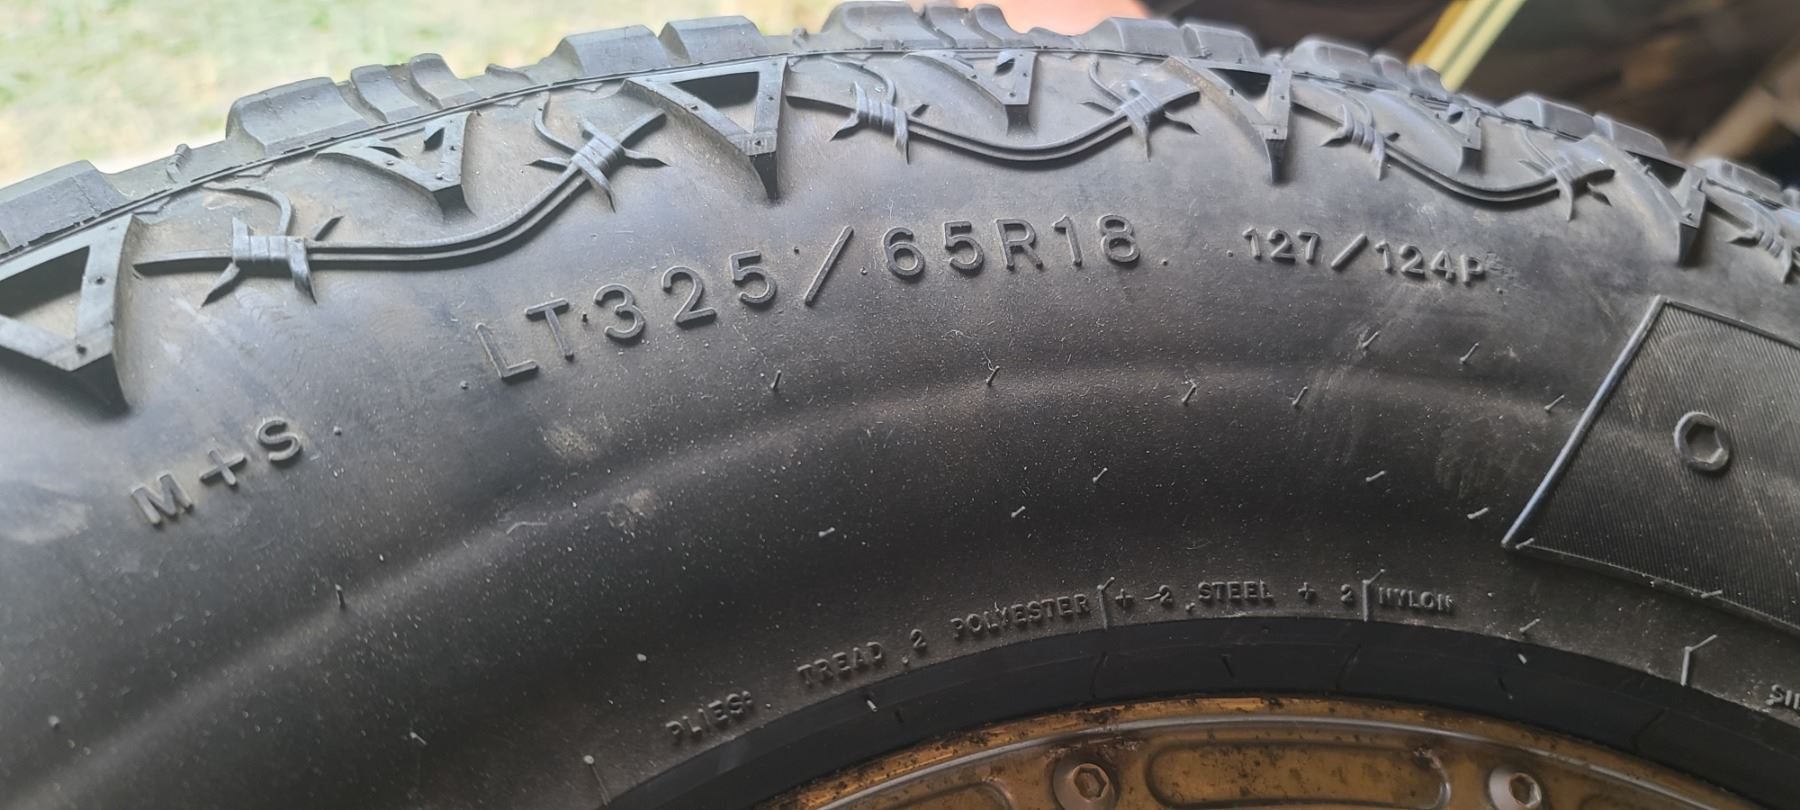 LT325/65R18 127/124P
M+S
PLIES: TREAD 2 POLYESTER + 2 STEEL + 2 NYLON